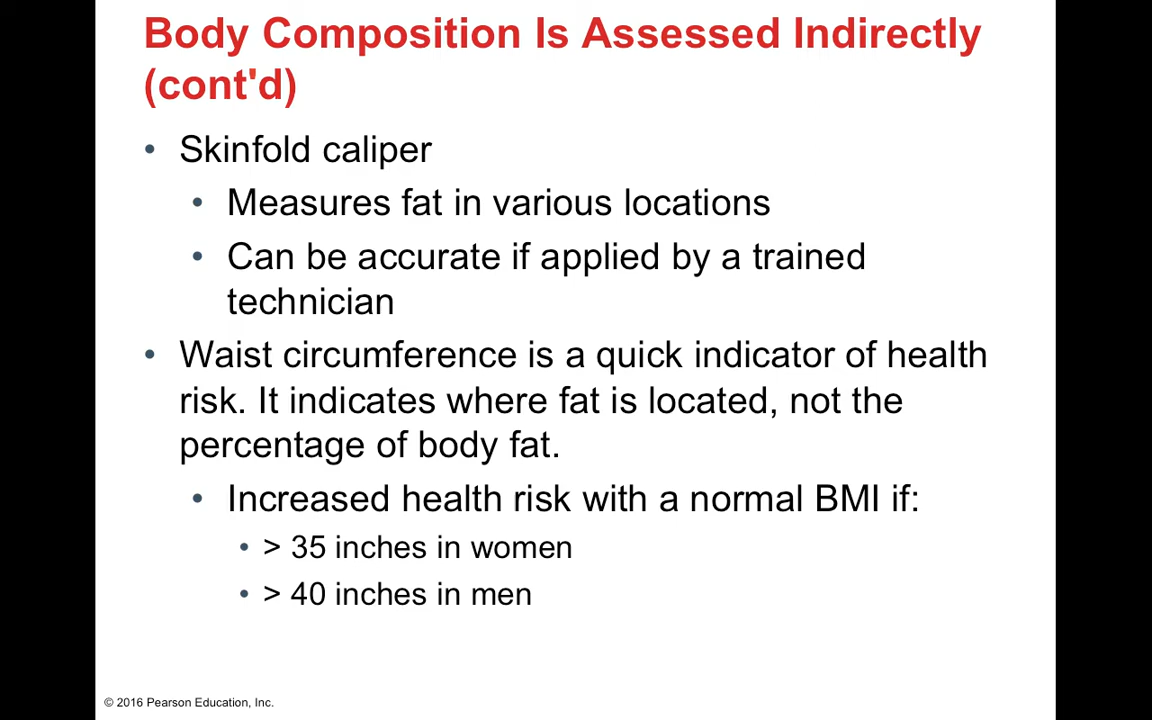 Body Composition Is Assessed Indirectly
(cont'd)
• Skinfold caliper
• Measures fat in various locations
• Can be accurate if applied by a trained
technician
• Waist circumference is a quick indicator of health
risk. It indicates where fat is located, not the
percentage of body fat.
• Increased health risk with a normal BMI if:
• > 35 inches in women
• > 40 inches in men
© 2016 Pearson Education, Inc.